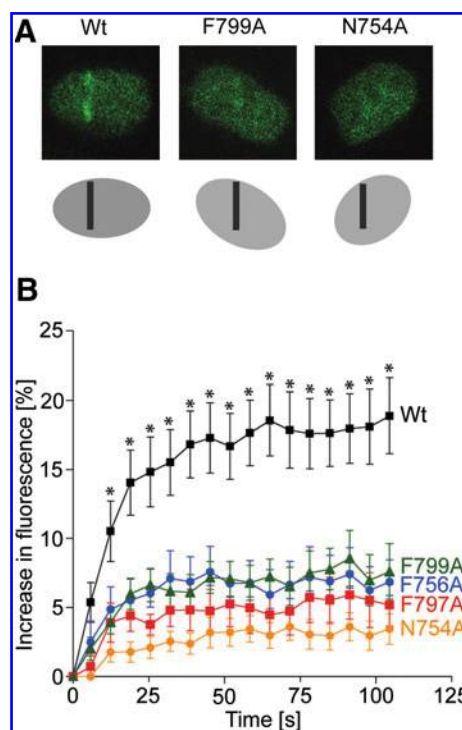 A
Wt F799A N754A
B
25
20
15
10
5
0
Increase in fluorescence [%]
* * * * * * * * * * * * * * *
Wt
F799A
F756A
F797A
N754A
0 25 50 75 100 125
Time [s]